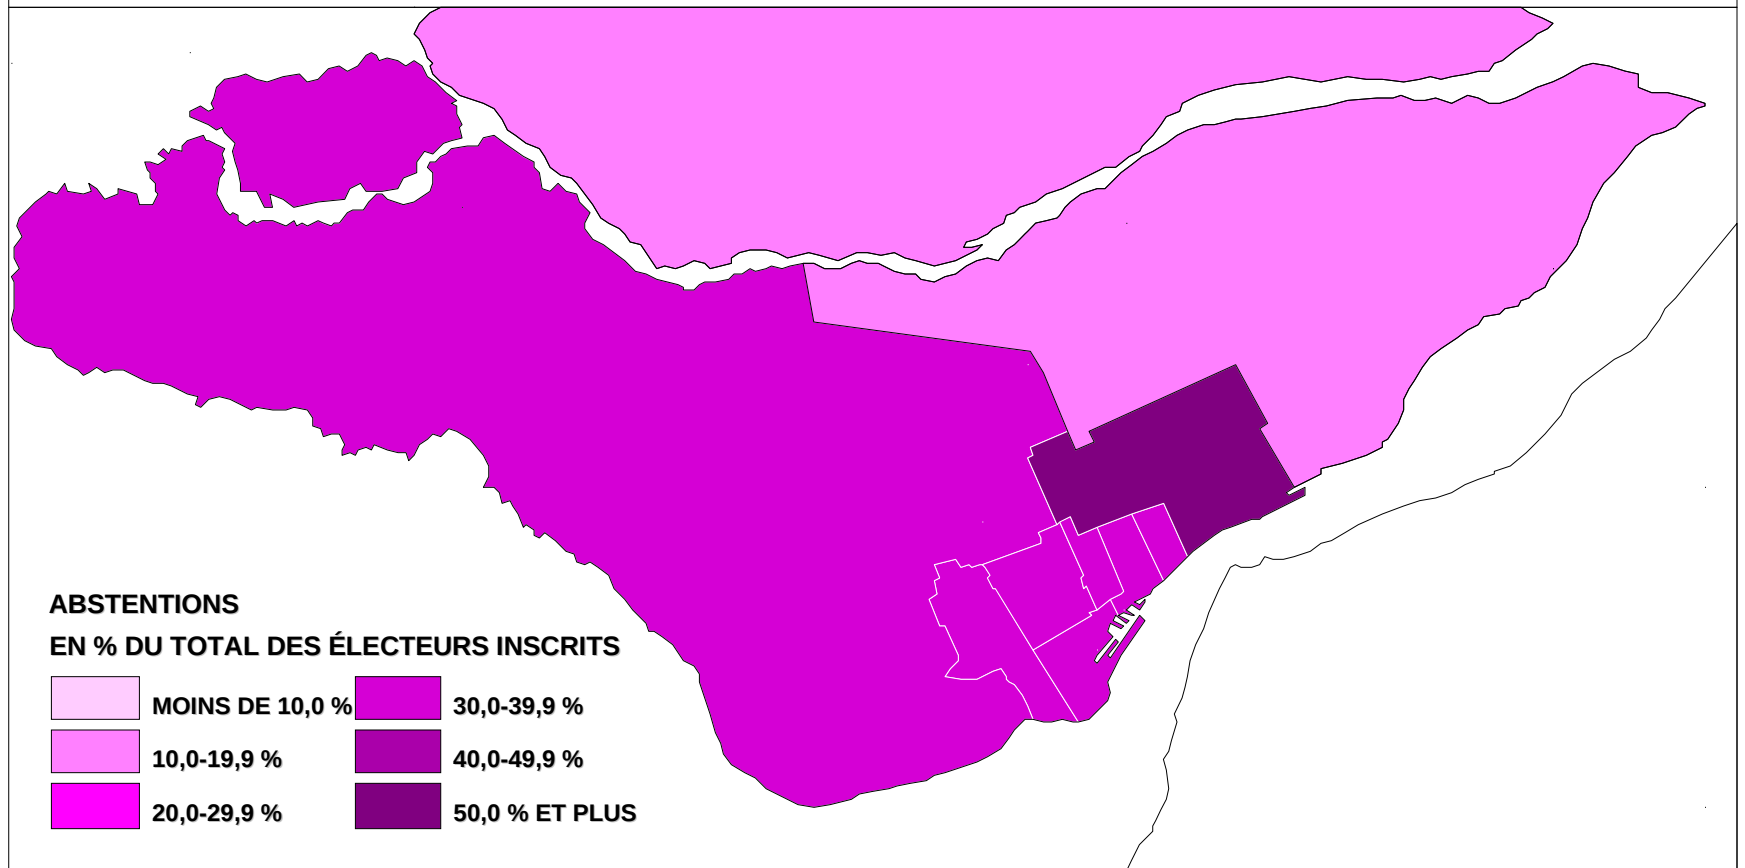 ABSTENTIONS
EN % DU TOTAL DES ÉLECTEURS INSCRITS
MOINS DE 10,0 %
10,0-19,9 %
20,0-29,9 %
30,0-39,9 %
40,0-49,9 %
50,0 % ET PLUS